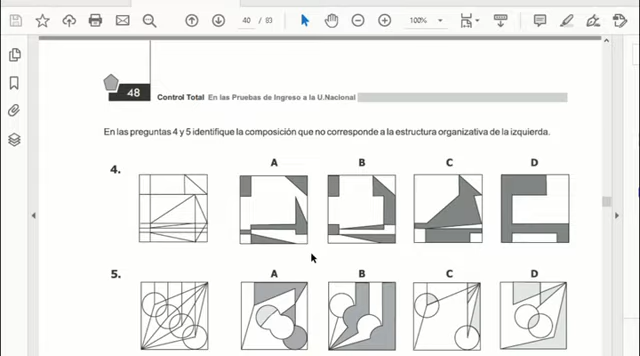 40 / 83
100%
48
Control Total En las Pruebas de Ingreso a la U.Nacional
En las preguntas 4 y 5 identifique la composición que no corresponde a la estructura organizativa de la izquierda.
A B C D
4.
A B C D
5.